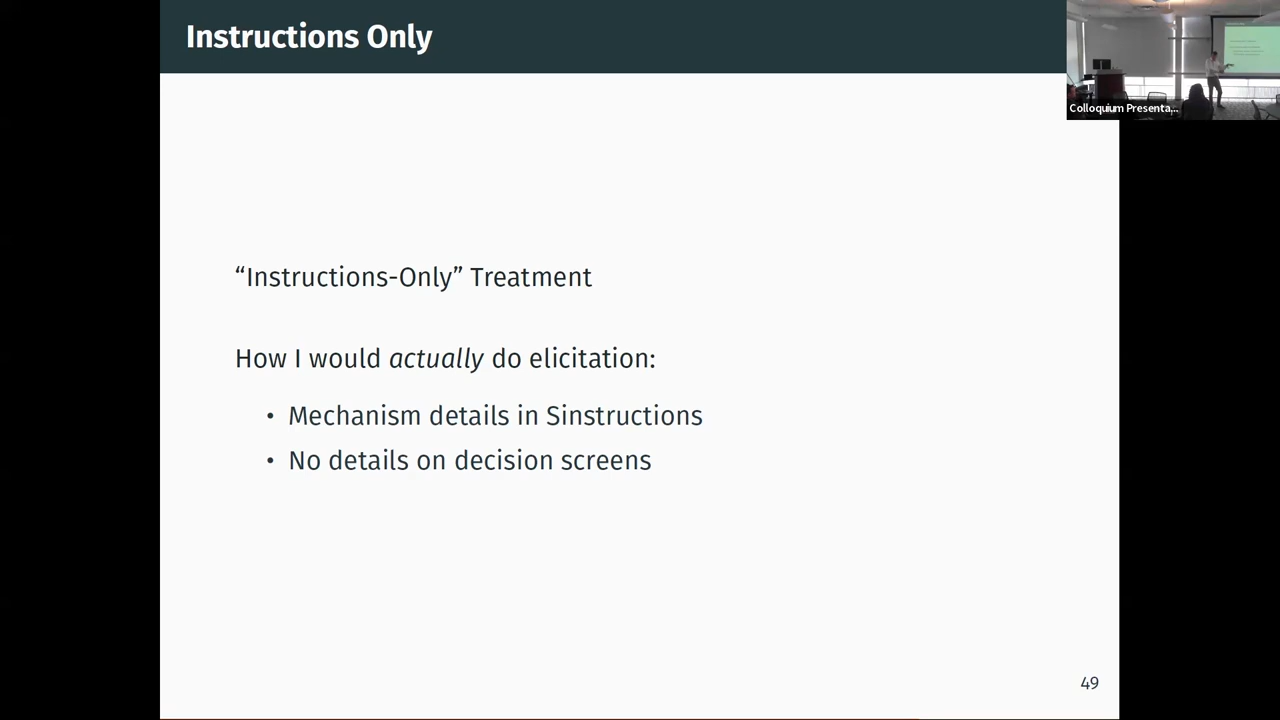 Instructions Only
Colloquium Presenta...
“Instructions-Only” Treatment
How I would actually do elicitation:
• Mechanism details in Sinstructions
• No details on decision screens
49